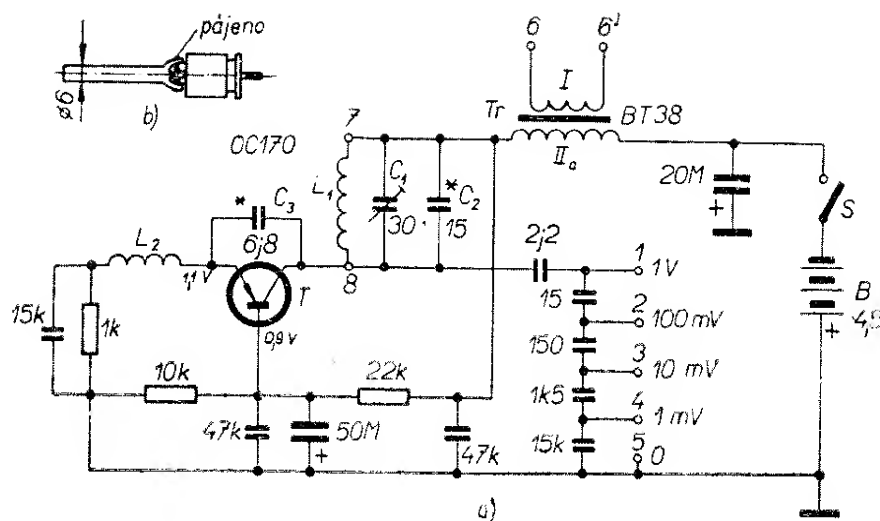 pájeno
ø6
b)
6 6'
I
Tr BT38
II a
OC170
7
L1
C1
30
* C2
15
20M
+
S
* C3
6j8
L2
1,1V
T
8
2j2
1 1V
15
2
100 mV
B
4,5
+
15k
1k
0,9V
150
3
10 mV
10k
22k
1k5
4
1 mV
47k
50M
+
47k
15k
5
0
a)